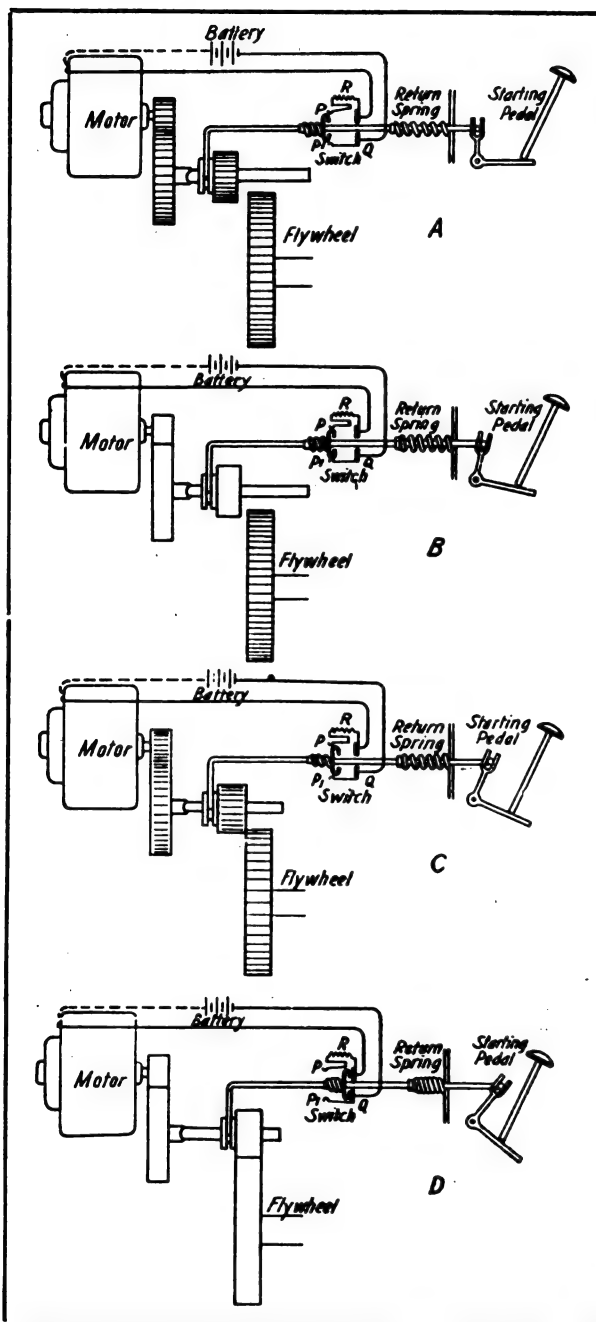 Battery
Motor
R
P
P1
Switch
Q
Return
Spring
Starting
Pedal
Flywheel
A
Battery
Motor
R
P
P1
Switch
Q
Return
Spring
Starting
Pedal
Flywheel
B
Battery
Motor
R
P
P1
Switch
Q
Return
Spring
Starting
Pedal
Flywheel
C
Battery
Motor
R
P
P1
Switch
Q
Return
Spring
Starting
Pedal
Flywheel
D